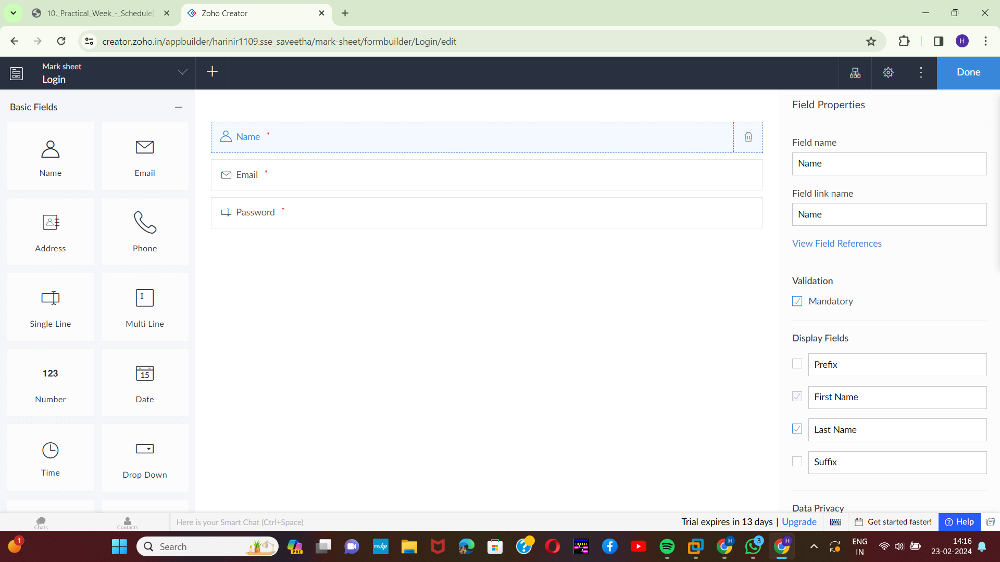 10._Practical_Week_-_Schedule[
Zoho Creator
creator.zoho.in/appbuilder/harinir1109.sse_saveetha/mark-sheet/formbuilder/Login/edit
H
Mark sheet
Login
Done
Basic Fields
Name
Email
Address
Phone
Single Line
Multi Line
123
Number
15
Date
Time
Drop Down
Name *
Email *
Password *
Field Properties
Field name
Name
Field link name
Name
View Field References
Validation
Mandatory
Display Fields
Prefix
First Name
Last Name
Suffix
Data Privacy
Chats
Contacts
Here is your Smart Chat (Ctrl+Space)
Trial expires in 13 days | Upgrade
Get started faster!
Help
1
Search
PRE
myhp
DATA
H
3
H
ENG
IN
14:16
23-02-2024